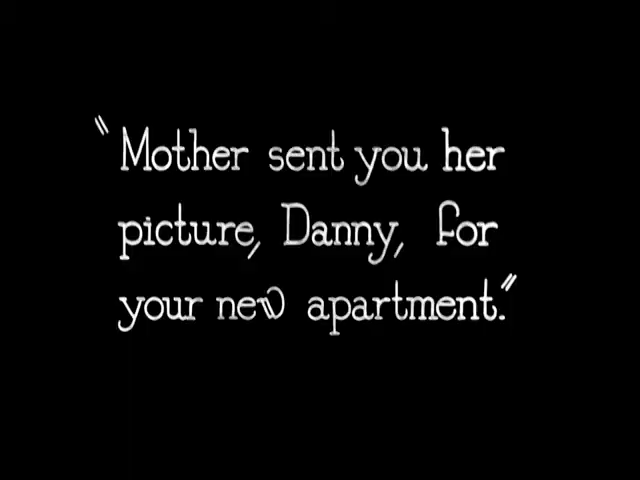 "Mother sent you her
picture, Danny, for
your new apartment."